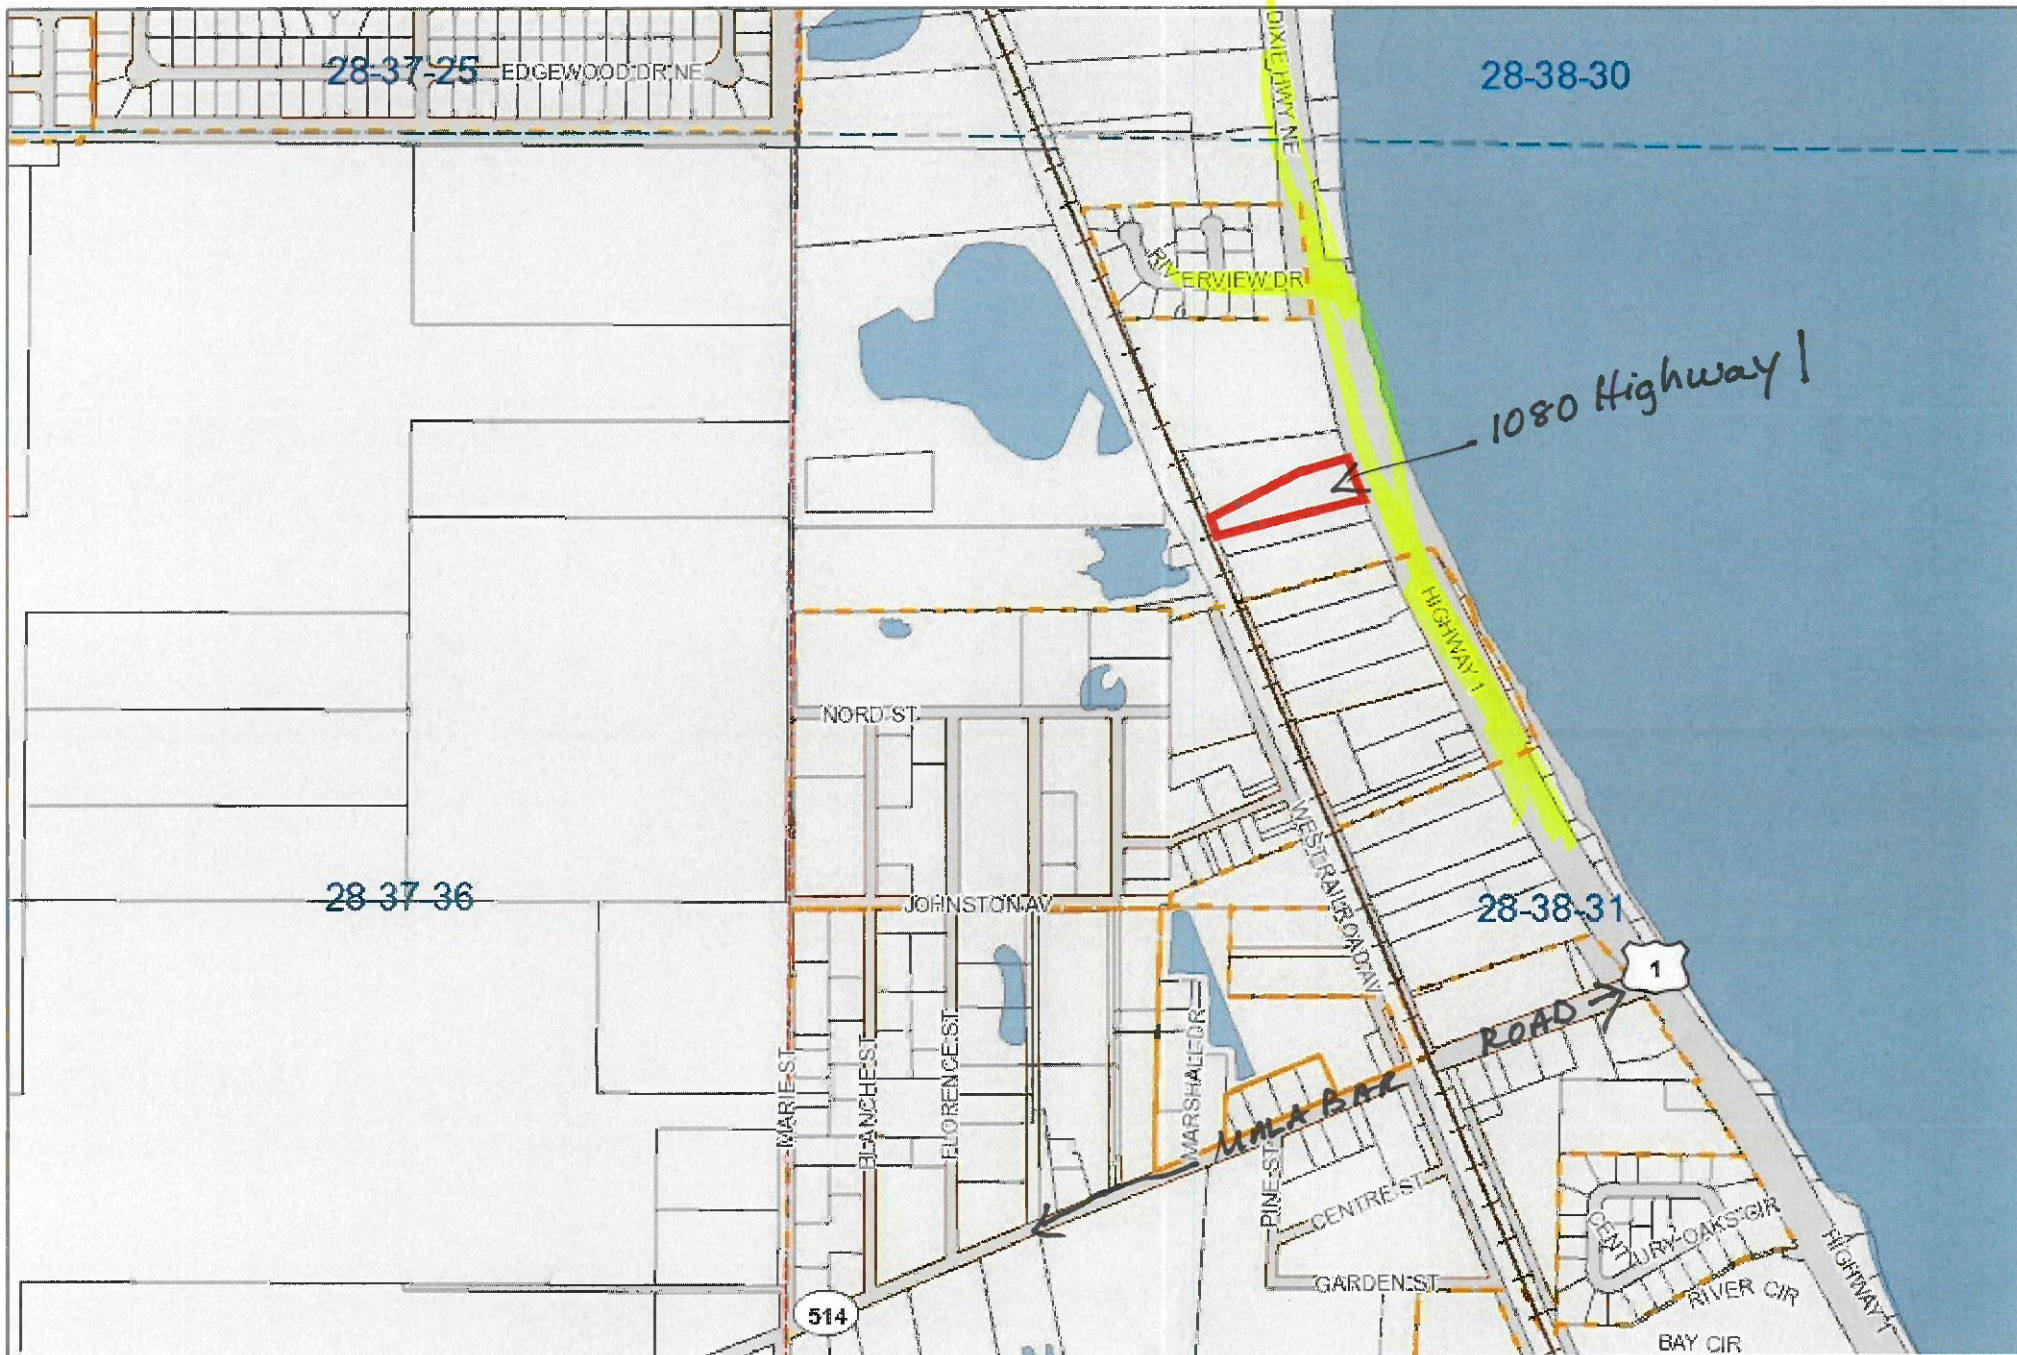 28-37-25
EDGEWOOD DR NE
DIXIE HWY NE
28-38-30
RIVERVIEW DR
1080 Highway 1
HIGHWAY 1
NORD ST
WEST RAILROAD AV
28-37-36
JOHNSTON AV
28-38-31
1
MALABAR ROAD
MARIE ST
BLANCHE ST
FLORENCE ST
MARSHALL DR
PINE ST
CENTRE ST
CENTURY OAKS CIR
HIGHWAY 1
GARDEN ST
RIVER CIR
514
BAY CIR